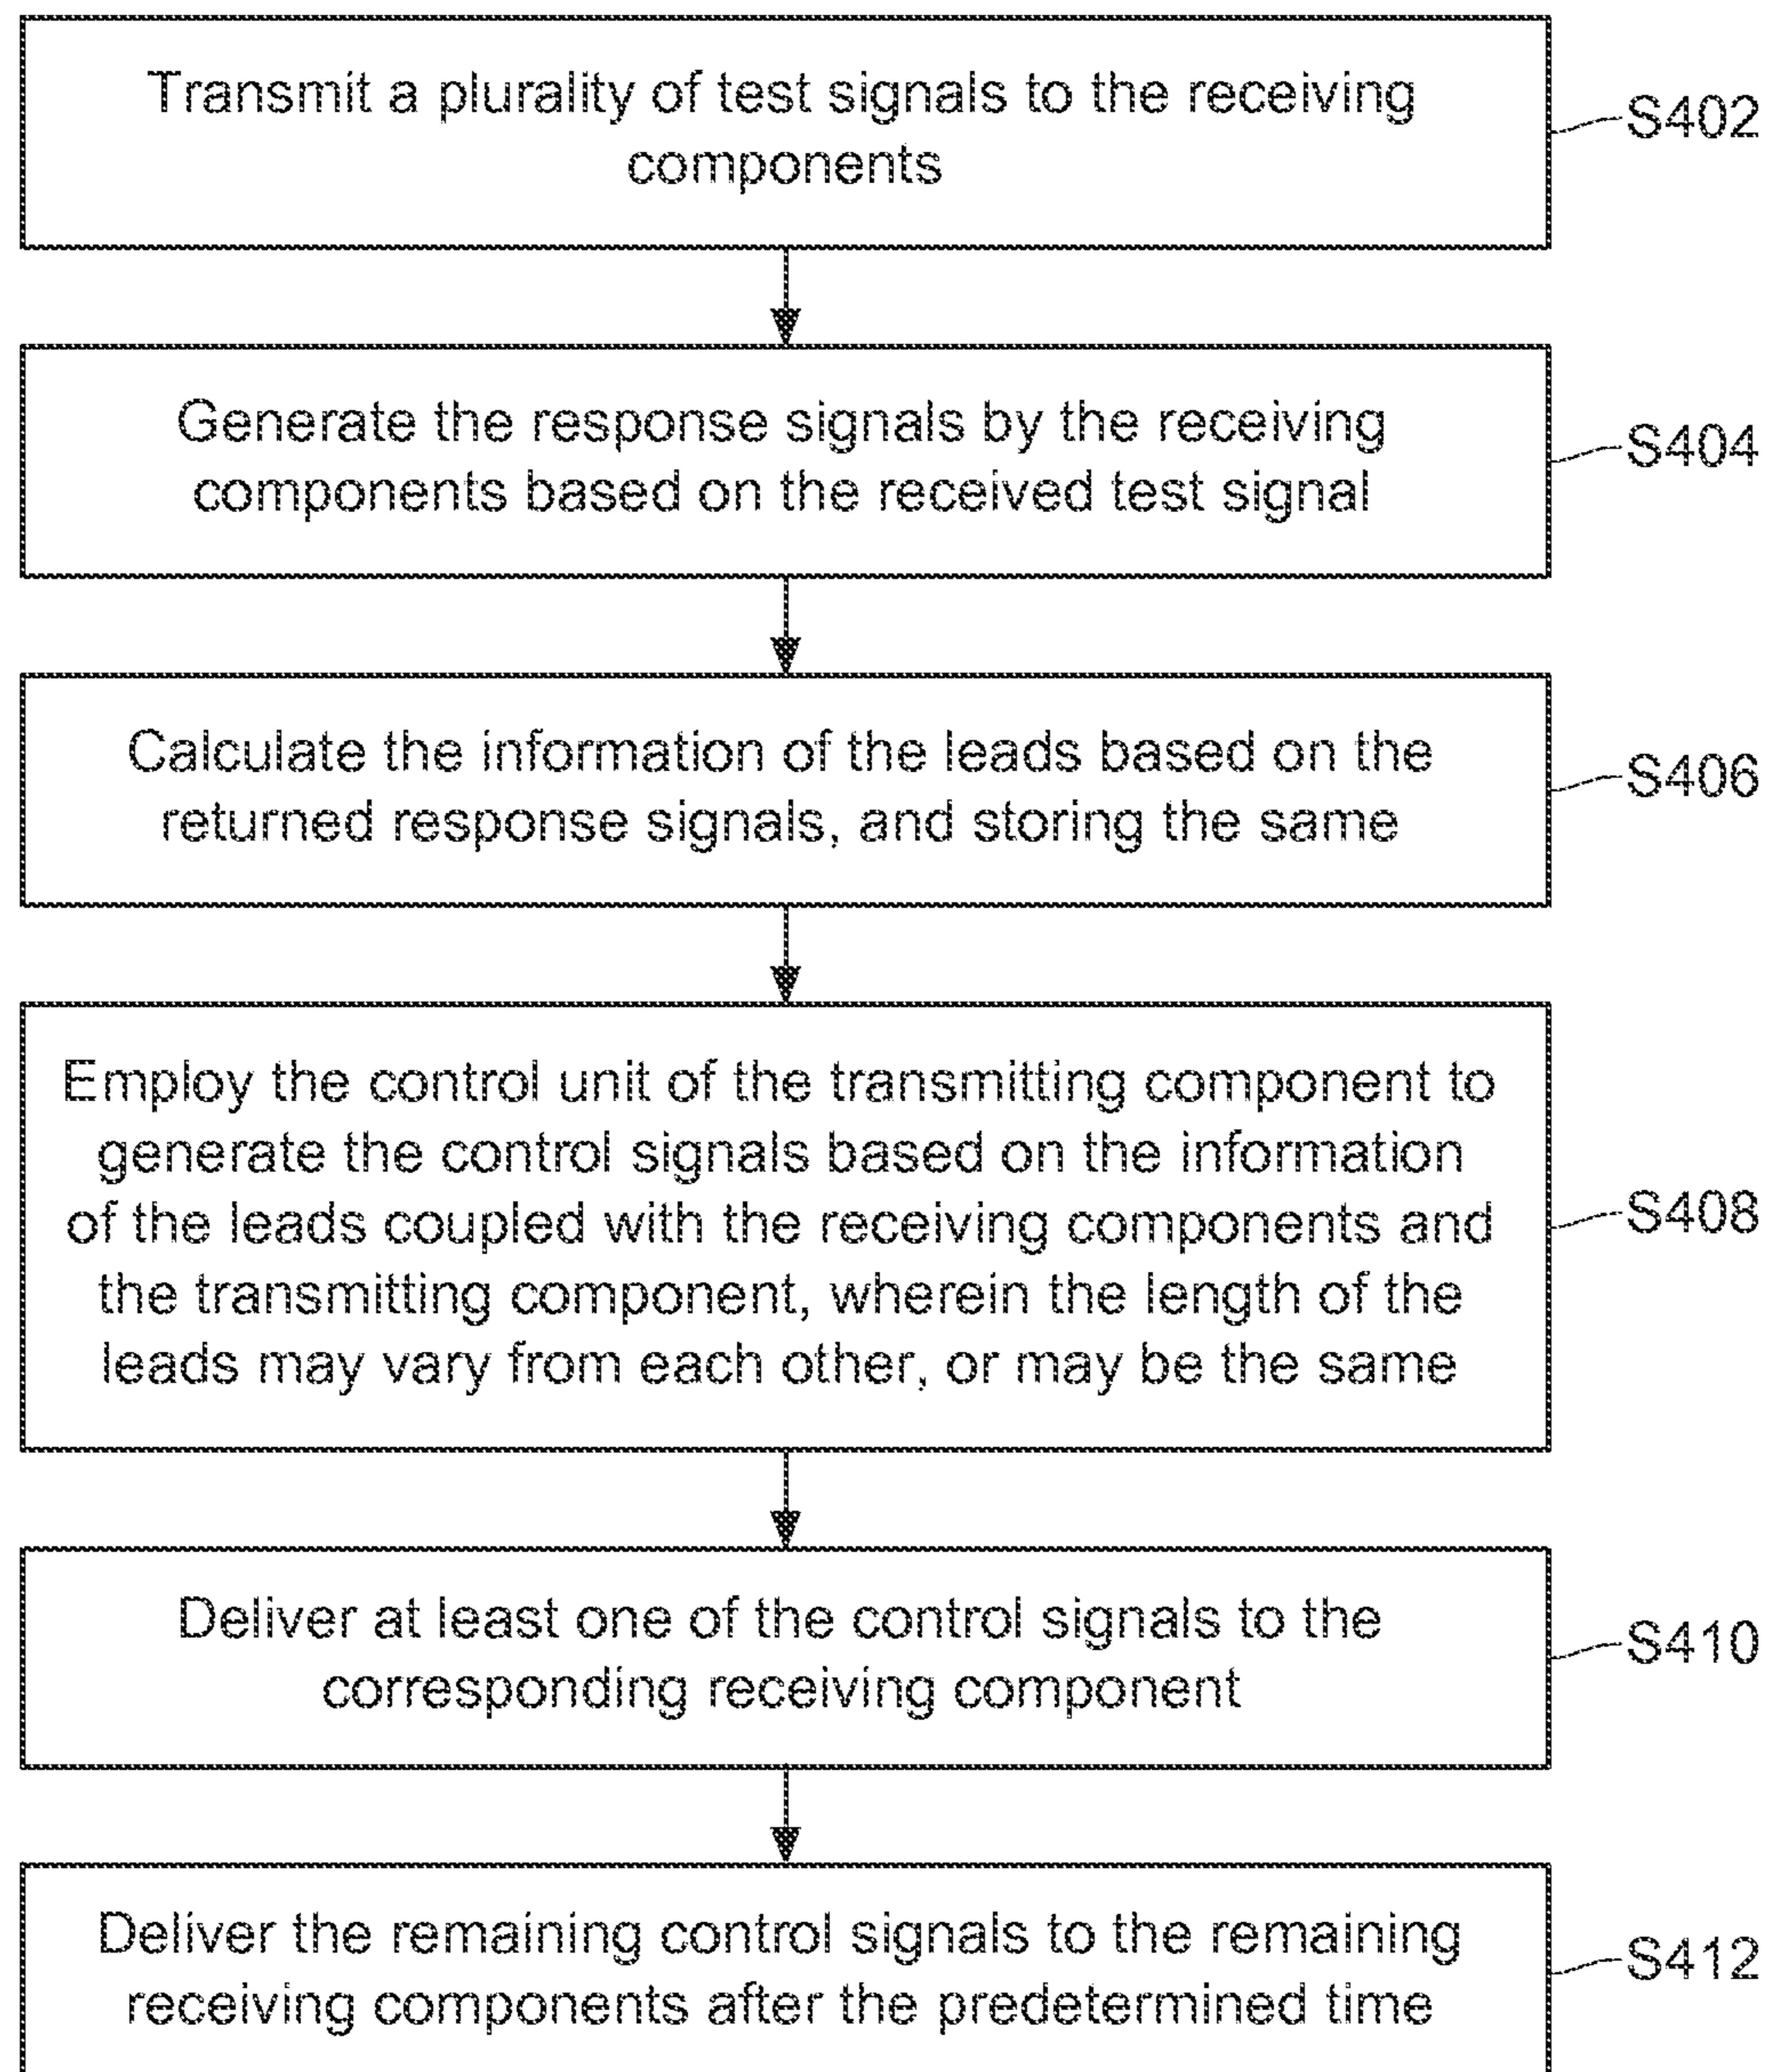 Transmit a plurality of test signals to the receiving
components
S402
Generate the response signals by the receiving
components based on the received test signal
S404
Calculate the information of the leads based on the
returned response signals, and storing the same
S406
Employ the control unit of the transmitting component to
generate the control signals based on the information
of the leads coupled with the receiving components and
the transmitting component, wherein the length of the
leads may vary from each other, or may be the same
S408
Deliver at least one of the control signals to the
corresponding receiving component
S410
Deliver the remaining control signals to the remaining
receiving components after the predetermined time
S412